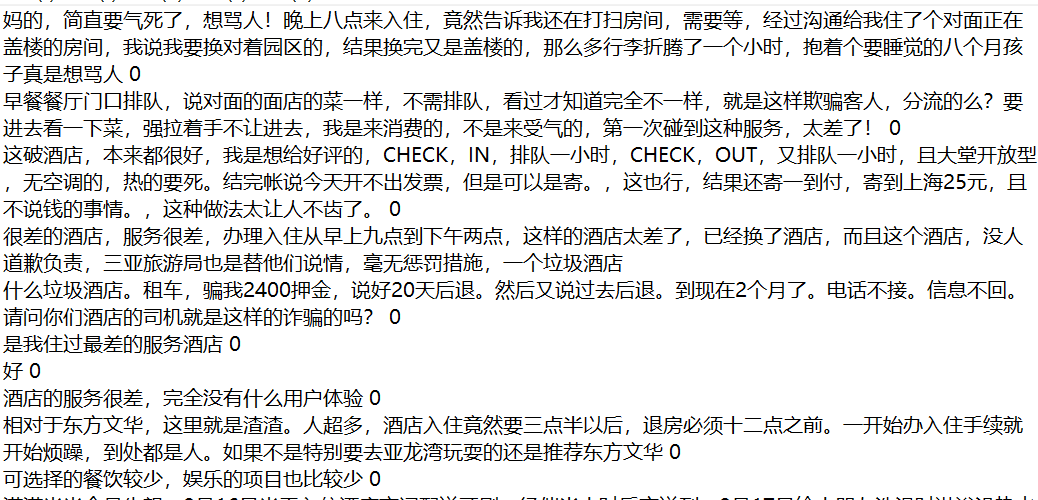 妈的，简直要气死了，想骂人！晚上八点来入住，竟然告诉我还在打扫房间，需要等，经过沟通给我住了个对面正在
盖楼的房间，我说我要换对着园区的，结果换完又是盖楼的，那么多行李折腾了一个小时，抱着个要睡觉的八个月孩
子真是想骂人 0
早餐餐厅门口排队，说对面的面店的菜一样，不需排队，看过才知道完全不一样，就是这样欺骗客人，分流的么？要
进去看一下菜，强拉着手不让进去，我是来消费的，不是来受气的，第一次碰到这种服务，太差了！ 0
这破酒店，本来都很好，我是想给好评的，CHECK，IN，排队一小时，CHECK，OUT，又排队一小时，且大堂开放型
，无空调的，热的要死。结完帐说今天开不出发票，但是可以是寄。，这也行，结果还寄一到付，寄到上海25元，且
不说钱的事情。，这种做法太让人不齿了。 0
很差的酒店，服务很差，办理入住从早上九点到下午两点，这样的酒店太差了，已经换了酒店，而且这个酒店，没人
道歉负责，三亚旅游局也是替他们说情，毫无惩罚措施，一个垃圾酒店
什么垃圾酒店。租车，骗我2400押金，说好20天后退。然后又说过去后退。到现在2个月了。电话不接。信息不回。
请问你们酒店的司机就是这样的诈骗的吗？ 0
是我住过最差的服务酒店 0
好 0
酒店的服务很差，完全没有什么用户体验 0
相对于东方文华，这里就是渣渣。人超多，酒店入住竟然要三点半以后，退房必须十二点之前。一开始办入住手续就
开始烦躁，到处都是人。如果不是特别要去亚龙湾玩耍的还是推荐东方文华 0
可选择的餐饮较少，娱乐的项目也比较少 0